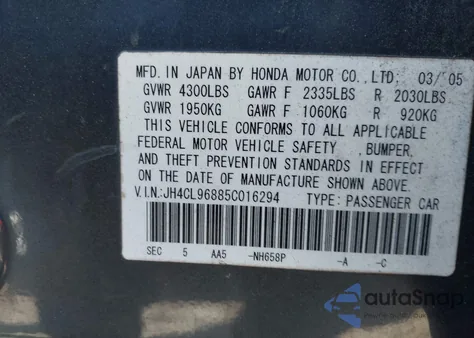 MFD. IN JAPAN BY HONDA MOTOR CO., LTD. 03/05
GVWR 4300LBS GAWR F 2335LBS R 2030LBS
GVWR 1950KG GAWR F 1060KG R 920KG
THIS VEHICLE CONFORMS TO ALL APPLICABLE
FEDERAL MOTOR VEHICLE SAFETY , BUMPER,
AND THEFT PREVENTION STANDARDS IN EFFECT
ON THE DATE OF MANUFACTURE SHOWN ABOVE.
V.I.N.:JH4CL96885C016294 TYPE: PASSENGER CAR
SEC 5 AA5 -NH658P -A -C
autoSnap